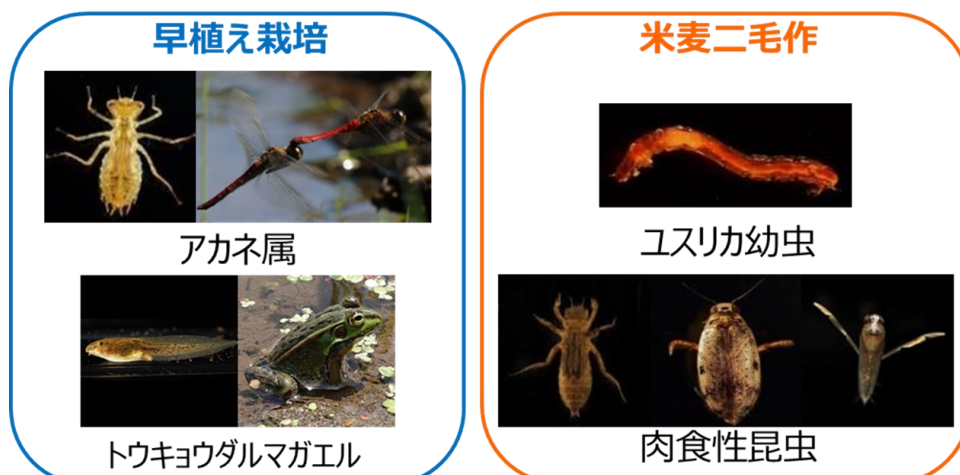 早植え栽培
アカネ属
トウキョウダルマガエル
米麦二毛作
ユスリカ幼虫
肉食性昆虫